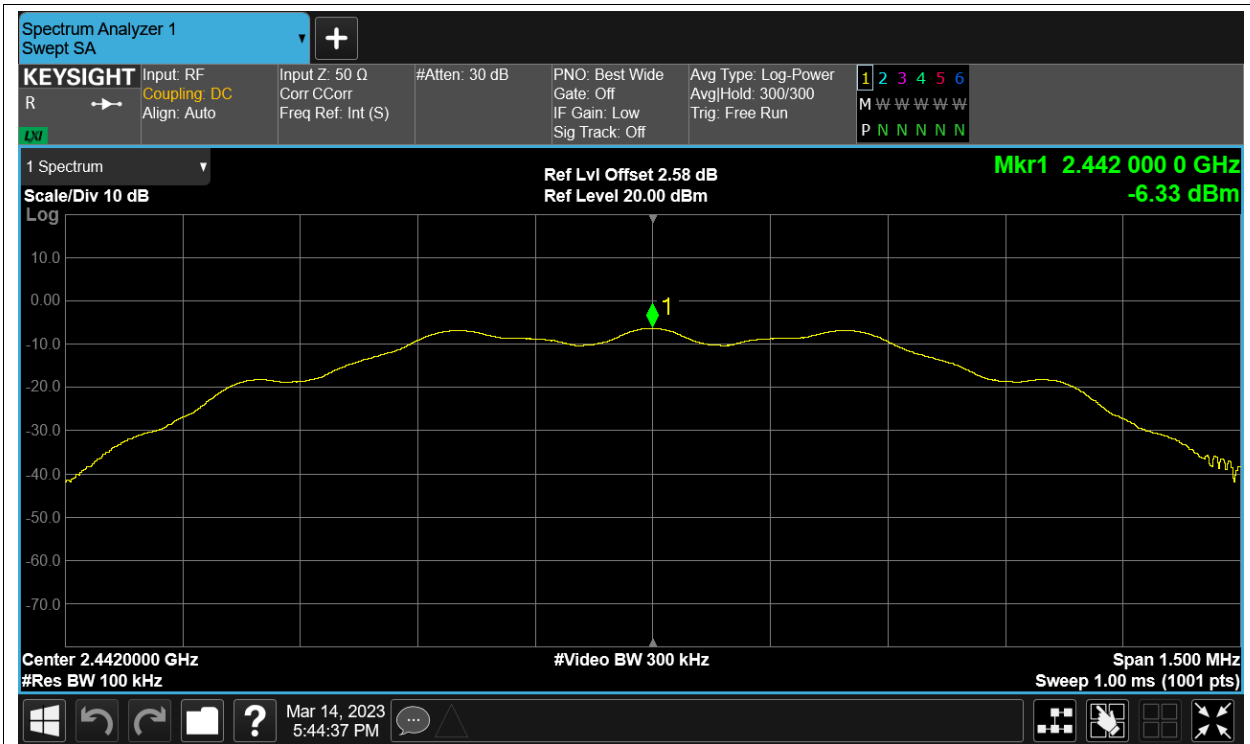 Spectrum Analyzer 1
Swept SA
KEYSIGHT
R
LXI
Input: RF
Coupling: DC
Align: Auto
Input Z: 50 Ω
Corr CCorr
Freq Ref: Int (S)
#Atten: 30 dB
PNO: Best Wide
Gate: Off
IF Gain: Low
Sig Track: Off
Avg Type: Log-Power
Avg|Hold: 300/300
Trig: Free Run
1 2 3 4 5 6
M W W W W W W
P N N N N N
1 Spectrum
Scale/Div 10 dB
Ref Lvl Offset 2.58 dB
Ref Level 20.00 dBm
Mkr1 2.442 000 0 GHz
-6.33 dBm
Log
10.0
0.00
1
-10.0
-20.0
-30.0
-40.0
-50.0
-60.0
-70.0
Center 2.4420000 GHz
#Video BW 300 kHz
Span 1.500 MHz
#Res BW 100 kHz
Sweep 1.00 ms (1001 pts)
?
Mar 14, 2023
5:44:37 PM